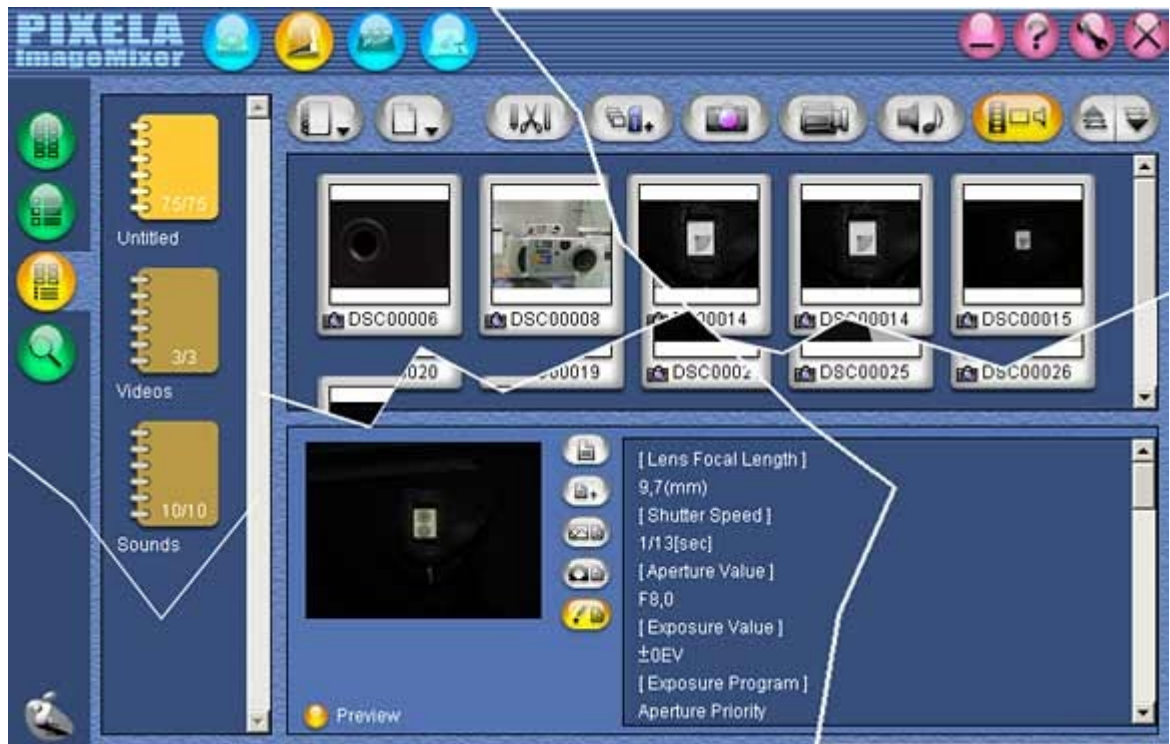 PIXELA
ImageMixer
75/75
Untitled
3/3
Videos
10/10
Sounds
DSC00006
DSC00008
DSC00014
DSC00015
020
DSC00025
DSC00026
[Lens Focal Length]
9,7(mm)
[Shutter Speed]
1/13[sec]
[Aperture Value]
F8,0
[Exposure Value]
±0EV
[Exposure Program]
Aperture Priority
Preview